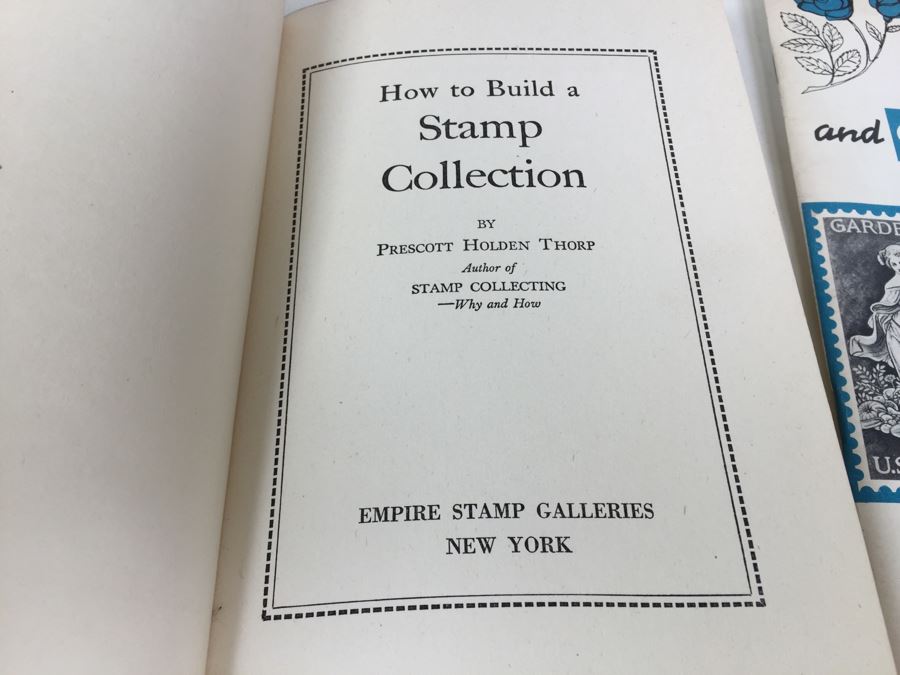 How to Build a
Stamp
Collection
BY
PRESCOTT HOLDEN THORP
Author of
STAMP COLLECTING
—Why and How
EMPIRE STAMP GALLERIES
NEW YORK
and
U.S.